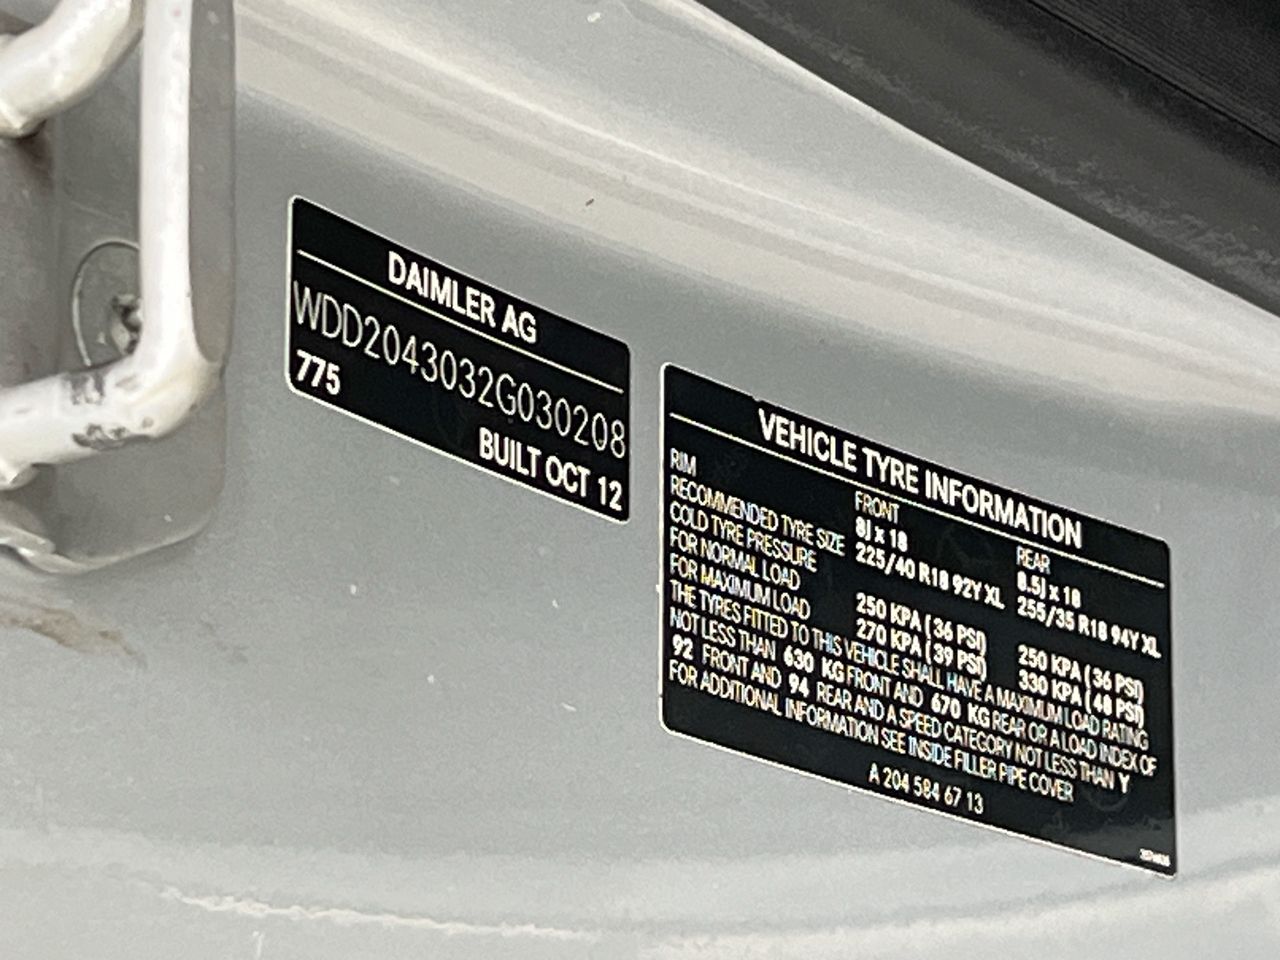 DAIMLER AG
WDD2043032G030208
775
BUILT OCT 12
VEHICLE TYRE INFORMATION
FRONT REAR
RIM 8J x 18 8.5J x 18
RECOMMENDED TYRE SIZE 225/40 R18 92Y XL 255/35 R18 94Y XL
COLD TYRE PRESSURE
FOR NORMAL LOAD 250 KPA (36 PSI) 250 KPA (36 PSI)
FOR MAXIMUM LOAD 270 KPA (39 PSI) 330 KPA (48 PSI)
THE TYRES FITTED TO THIS VEHICLE SHALL HAVE A MAXIMUM LOAD RATING
NOT LESS THAN 630 KG FRONT AND 670 KG REAR OR A LOAD INDEX OF
92 FRONT AND 94 REAR AND A SPEED CATEGORY NOT LESS THAN Y
FOR ADDITIONAL INFORMATION SEE INSIDE FILLER PIPE COVER
A 204 584 67 13